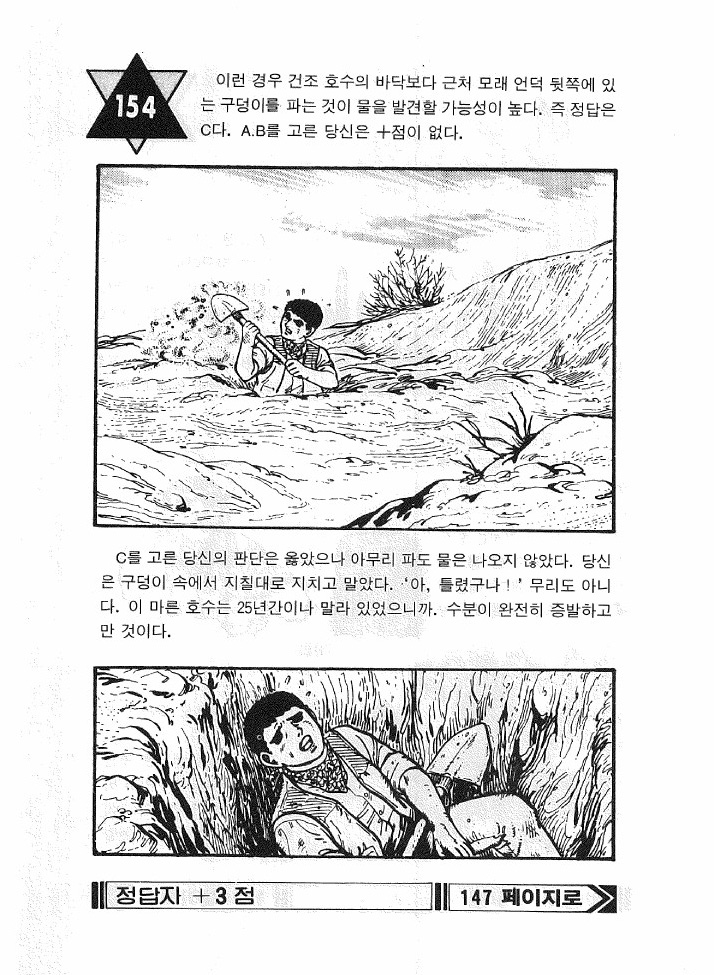 154
이런 경우 건조 호수의 바닥보다 근처 모래 언덕 뒷쪽에 있
는 구덩이를 파는 것이 물을 발견할 가능성이 높다. 즉 정답은
C다. A.B를 고른 당신은 +점이 없다.
C를 고른 당신의 판단은 옳았으나 아무리 파도 물은 나오지 않았다. 당신
은 구덩이 속에서 지칠대로 지치고 말았다. ‘아, 틀렸구나!’ 무리도 아니
다. 이 마른 호수는 25년간이나 말라 있었으니까. 수분이 완전히 증발하고
만 것이다.
정답자 +3점
147 페이지로